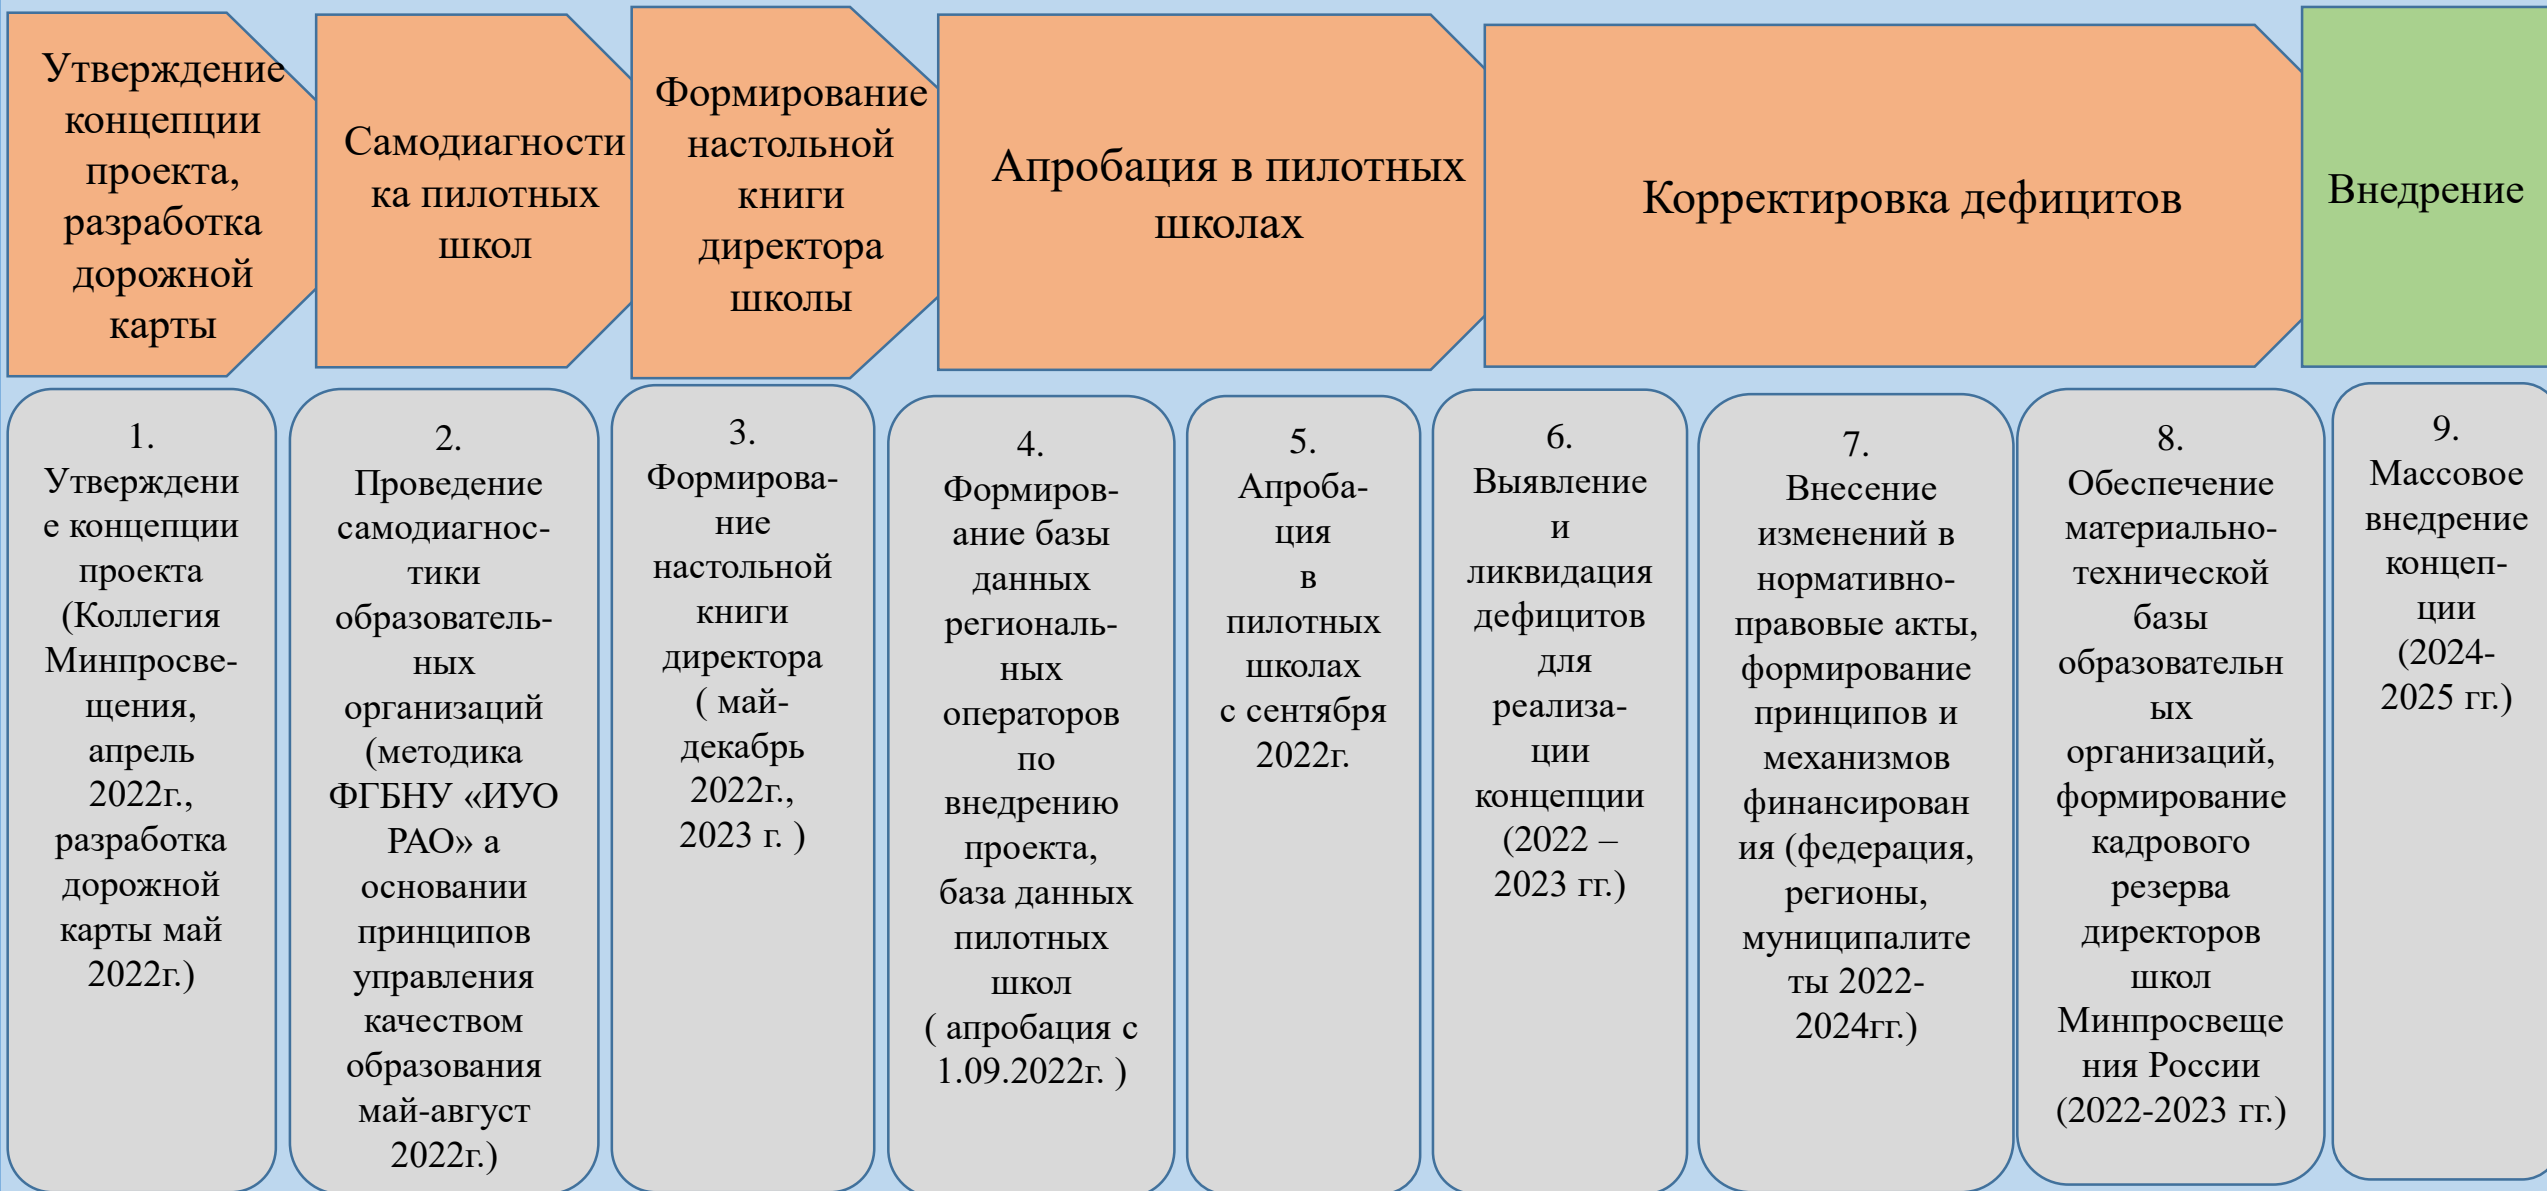 Утверждение
концепции
проекта,
разработка
дорожной
карты
Самодиагности
ка пилотных
школ
Формирование
настольной
книги
директора
школы
Апробация в пилотных
школах
Корректировка дефицитов
Внедрение
1.
Утверждени
е концепции
проекта
(Коллегия
Минпросве-
щения,
апрель
2022г.,
разработка
дорожной
карты май
2022г.)
2.
Проведение
самодиагнос-
тики
образователь-
ных
организаций
(методика
ФГБНУ «ИУО
РАО» а
основании
принципов
управления
качеством
образования
май-август
2022г.)
3.
Формирова-
ние
настольной
книги
директора
( май-
декабрь
2022г.,
2023 г. )
4.
Формиров-
ание базы
данных
региональ-
ных
операторов
по
внедрению
проекта,
база данных
пилотных
школ
( апробация с
1.09.2022г. )
5.
Апроба-
ция
в
пилотных
школах
с сентября
2022г.
6.
Выявление
и
ликвидация
дефицитов
для
реализа-
ции
концепции
(2022 –
2023 гг.)
7.
Внесение
изменений в
нормативно-
правовые акты,
формирование
принципов и
механизмов
финансирован
ия (федерация,
регионы,
муниципалите
ты 2022-
2024гг.)
8.
Обеспечение
материально-
технической
базы
образовательн
ых
организаций,
формирование
кадрового
резерва
директоров
школ
Минпросвеще
ния России
(2022-2023 гг.)
9.
Массовое
внедрение
концеп-
ции
(2024-
2025 гг.)